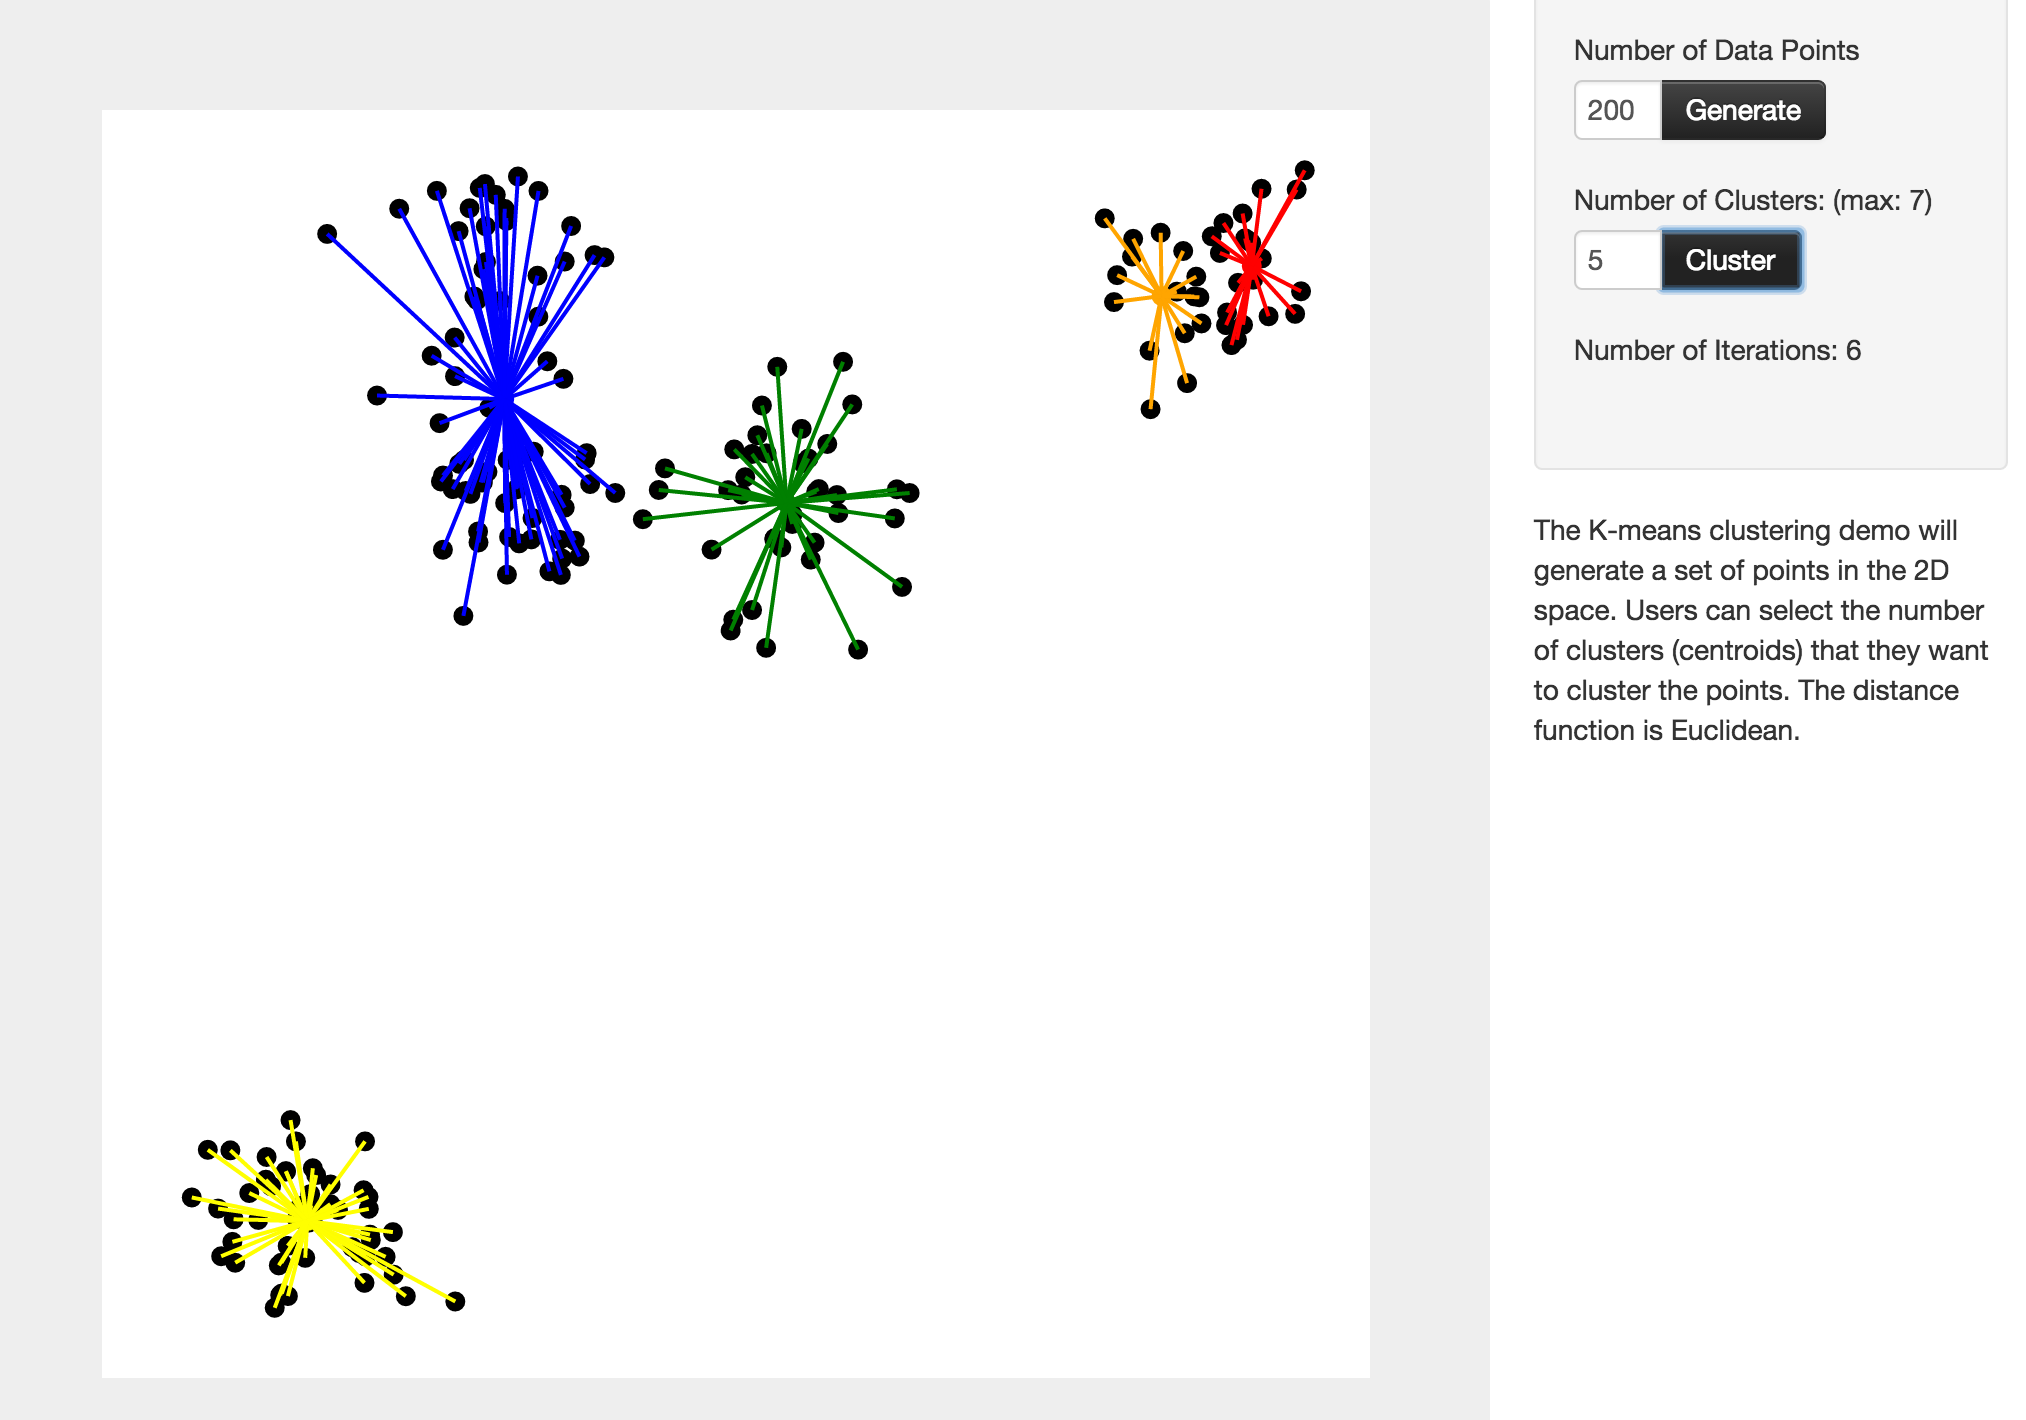 Number of Data Points
200 Generate
Number of Clusters: (max: 7)
5 Cluster
Number of Iterations: 6
The K-means clustering demo will
generate a set of points in the 2D
space. Users can select the number
of clusters (centroids) that they want
to cluster the points. The distance
function is Euclidean.